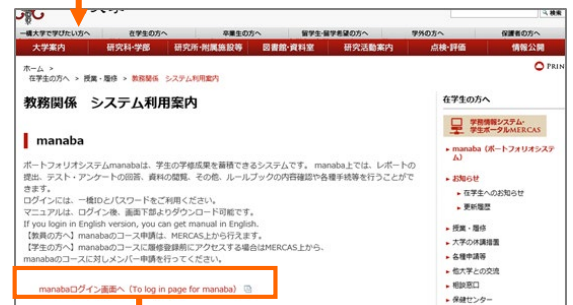 検索
一橋大学で学びたい方へ 在学生の方へ 卒業生の方へ 留学生・留学希望の方へ 学外の方へ 保護者の方へ
大学案内 研究科・学部 研究所・附属施設等 図書館・資料室 研究活動案内 点検・評価 情報公開
ホーム >
在学生の方へ > 授業・履修 > 教務関係 システム利用案内
PRIN
教務関係 システム利用案内
manaba
ポートフォリオシステムmanabaは、学生の学修成果を蓄積できるシステムです。 manaba上では、レポートの
提出、テスト・アンケートの回答、資料の閲覧、その他、ルールブックの内容確認や各種手続等を行うことがで
きます。
ログインには、一橋IDとパスワードをご利用ください。
マニュアルは、ログイン後、画面下部よりダウンロード可能です。
If you login in English version, you can get manual in English.
【教員の方へ】manabaのコース申請は、MERCAS上から行えます。
【学生の方へ】manabaのコースに履修登録前にアクセスする場合はMERCAS上から、
manabaのコースに対しメンバー申請を行ってください。
manabaログイン画面へ（To log in page for manaba）
在学生の方へ
学務情報システム・
学生ポータルMERCAS
manaba（ポートフォリオシステ
ム）
お知らせ
在学生へのお知らせ
更新履歴
授業・履修
大学の休講措置
各種申請等
他大学との交流
相談窓口
保健センター